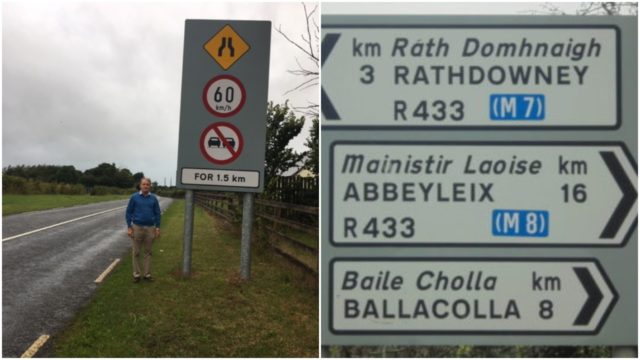 60
km/h
FOR 1.5 km
km Ráth Domhnaigh
3 RATHDOWNEY
R433 (M7)
Mainistir Laoise km
ABBEYLEIX 16
R433 (M8)
Baile Cholla km
BALLACOLLA 8